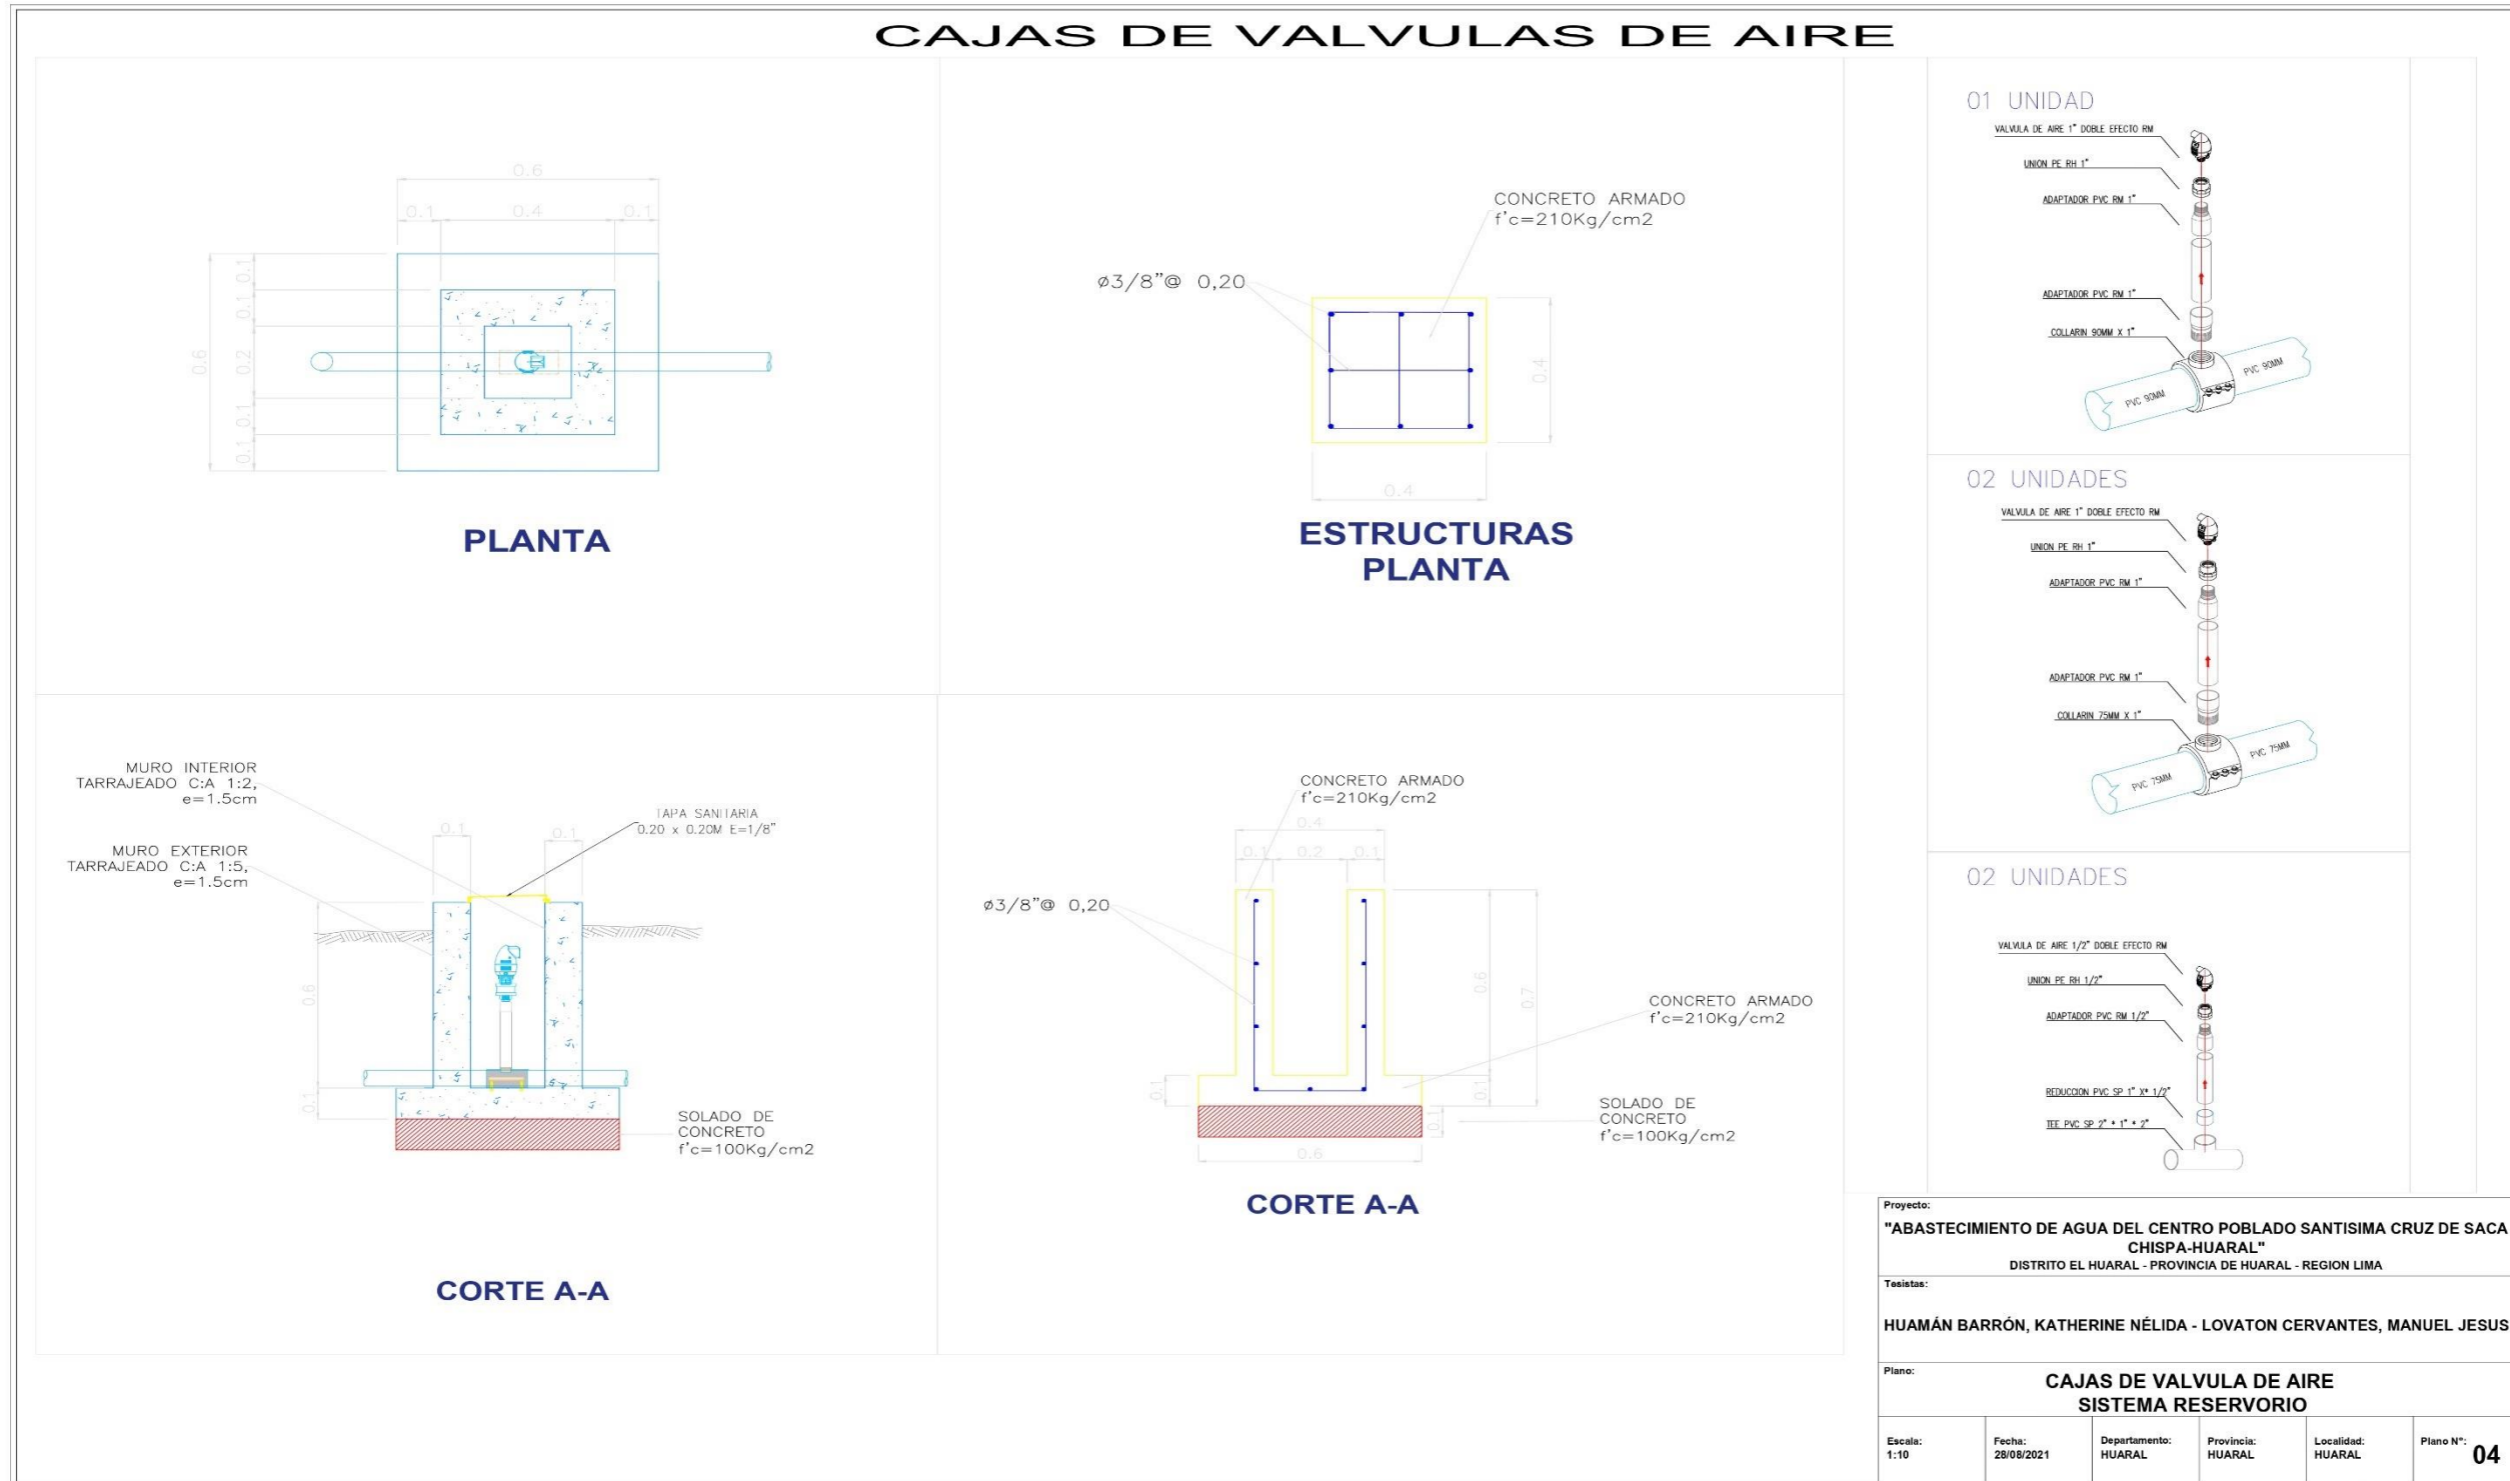 CAJAS DE VALVULAS DE AIRE
0.6
0.1
0.4
0.1
0.6
0.1
0.1
0.2
0.1
0.1
PLANTA
CONCRETO ARMADO
f'c=210Kg/cm2
ø3/8"@ 0,20
0.4
0.4
ESTRUCTURAS
PLANTA
MURO INTERIOR
TARRAJEADO C:A 1:2,
e=1.5cm
TAPA SANITARIA
0.20 x 0.20M E=1/8"
MURO EXTERIOR
TARRAJEADO C:A 1:5,
e=1.5cm
0.1
0.1
0.6
0.1
SOLADO DE
CONCRETO
f'c=100Kg/cm2
CORTE A-A
CONCRETO ARMADO
f'c=210Kg/cm2
0.4
0.1
0.2
0.1
ø3/8"@ 0,20
0.6
0.7
CONCRETO ARMADO
f'c=210Kg/cm2
0.1
0.1
0.1
SOLADO DE
CONCRETO
f'c=100Kg/cm2
0.6
CORTE A-A
01 UNIDAD
VALVULA DE AIRE 1" DOBLE EFECTO RM
UNION PE RH 1"
ADAPTADOR PVC RM 1"
ADAPTADOR PVC RM 1"
COLLARIN 90MM X 1"
PVC 90MM
PVC 90MM
02 UNIDADES
VALVULA DE AIRE 1" DOBLE EFECTO RM
UNION PE RH 1"
ADAPTADOR PVC RM 1"
ADAPTADOR PVC RM 1"
COLLARIN 75MM X 1"
PVC 75MM
PVC 75MM
02 UNIDADES
VALVULA DE AIRE 1/2" DOBLE EFECTO RM
UNION PE RH 1/2"
ADAPTADOR PVC RM 1/2"
REDUCCION PVC SP 1" X* 1/2"
TEE PVC SP 2" * 1" * 2"
Proyecto:
"ABASTECIMIENTO DE AGUA DEL CENTRO POBLADO SANTISIMA CRUZ DE SACA
CHISPA-HUARAL"
DISTRITO EL HUARAL - PROVINCIA DE HUARAL - REGION LIMA
Tesistas:
HUAMÁN BARRÓN, KATHERINE NÉLIDA - LOVATON CERVANTES, MANUEL JESUS
Plano:
CAJAS DE VALVULA DE AIRE
SISTEMA RESERVORIO
Escala:
1:10
Fecha:
28/08/2021
Departamento:
HUARAL
Provincia:
HUARAL
Localidad:
HUARAL
Plano N°: 04